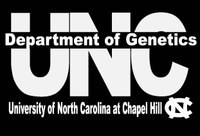 UNC
Department of Genetics
University of North Carolina at Chapel Hill NC